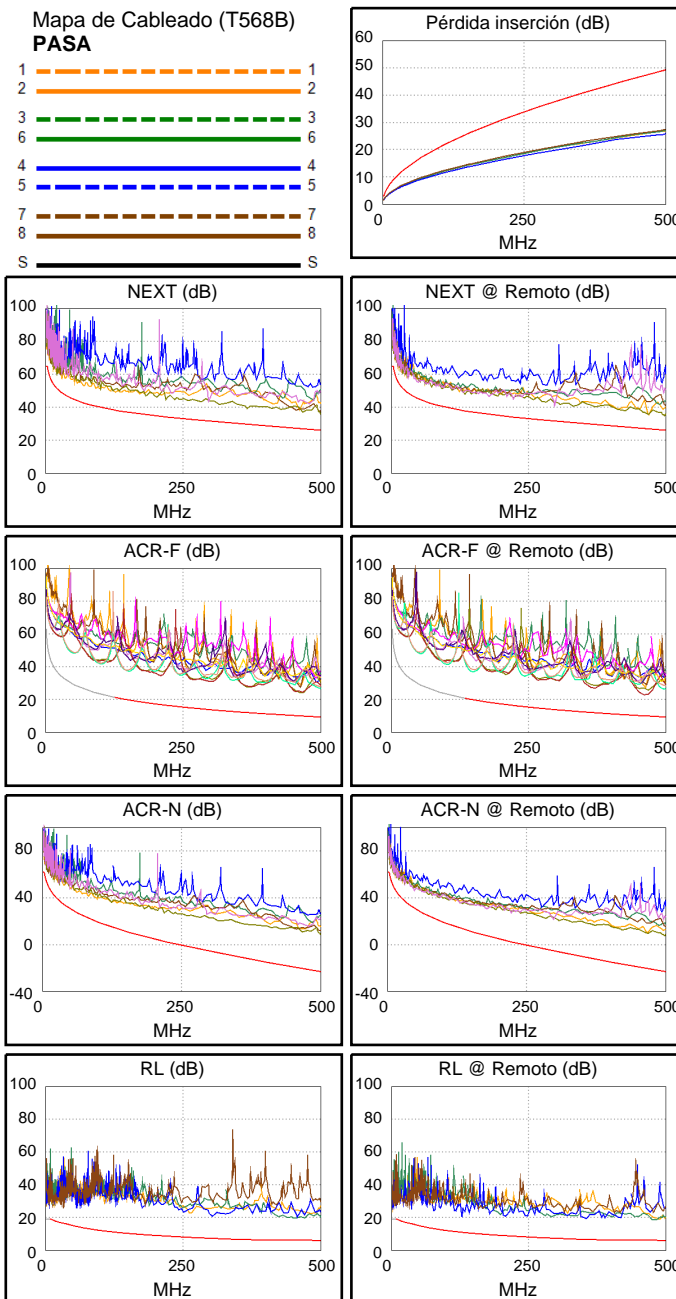 Mapa de Cableado (T568B)
PASA
1 1
2 2
3 3
6 6
4 4
5 5
7 7
8 8
S S
Pérdida inserción (dB)
60
50
40
30
20
10
0
0 250 500
MHz
NEXT (dB)
100
80
60
40
20
0
0 250 500
MHz
NEXT @ Remoto (dB)
100
80
60
40
20
0
0 250 500
MHz
ACR-F (dB)
100
80
60
40
20
0
0 250 500
MHz
ACR-F @ Remoto (dB)
100
80
60
40
20
0
0 250 500
MHz
ACR-N (dB)
80
40
0
-40
0 250 500
MHz
ACR-N @ Remoto (dB)
80
40
0
-40
0 250 500
MHz
RL (dB)
100
80
60
40
20
0
0 250 500
MHz
RL @ Remoto (dB)
100
80
60
40
20
0
0 250 500
MHz